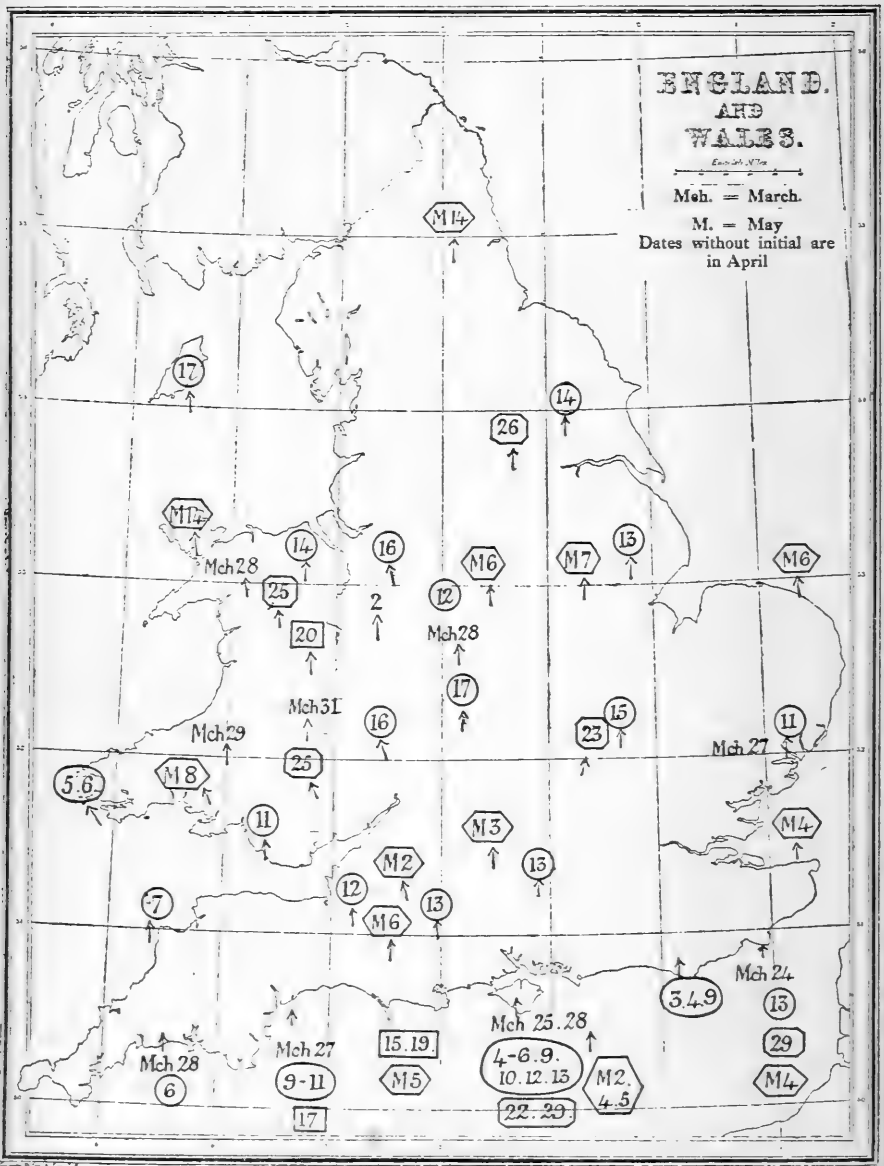 ENGLAND.
AND
WALES.
English Miles
Mch. = March.
M. = May
Dates without initial are
in April
M14
17
14
26
M14
14
16
M6
M7
13
M6
Mch 28
25
2
12
20
Mch 28
17
Mch 31
16
23
15
11
Mch 29
Mch 27
5.6
M8
25
11
M3
M4
M2
13
7
12
M6
13
Mch 24
3.4.9
13
Mch 28
6
Mch 27
9-11
17
15.19.
M5
Mch 25.28
4-6.9.
10.12.13
22.29.
M2.
4.5
29
M4